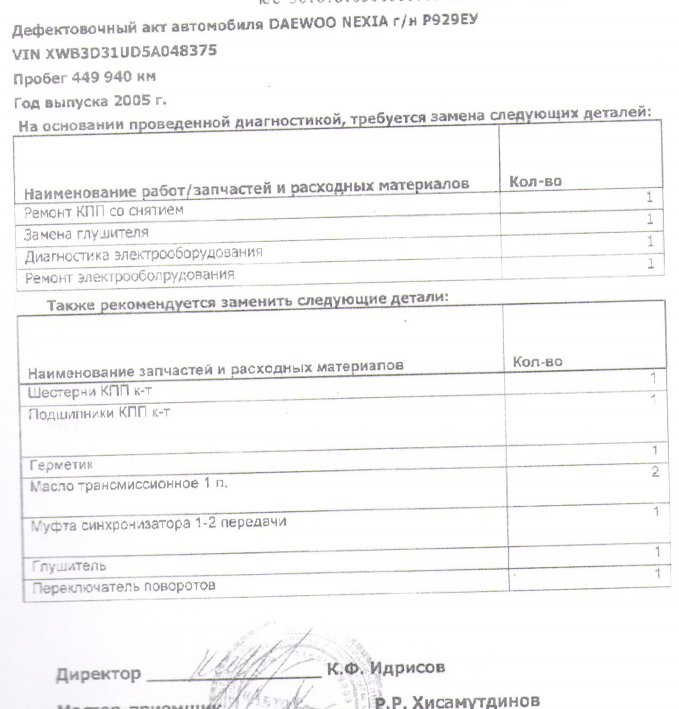 Дефектовочный акт автомобиля DAEWOO NEXIA г/н Р929ЕУ
VIN XWB3D31UD5A048375
Пробег 449 940 км
Год выпуска 2005 г.
На основании проведенной диагностикой, требуется замена следующих деталей:
Наименование работ/запчастей и расходных материалов Кол-во
Ремонт КПП со снятием 1
Замена глушителя 1
Диагностика электрооборудования 1
Ремонт электрооболрудования 1
Также рекомендуется заменить следующие детали:
Наименование запчастей и расходных материалов Кол-во
Шестерни КПП к-т 1
Подшипники КПП к-т 1
Герметик 1
Масло трансмиссионное 1 л. 2
Муфта синхронизатора 1-2 передачи 1
Глушитель 1
Переключатель поворотов 1
Директор К.Ф. Идрисов
Мастер-приемщик Р.Р. Хисамутдинов